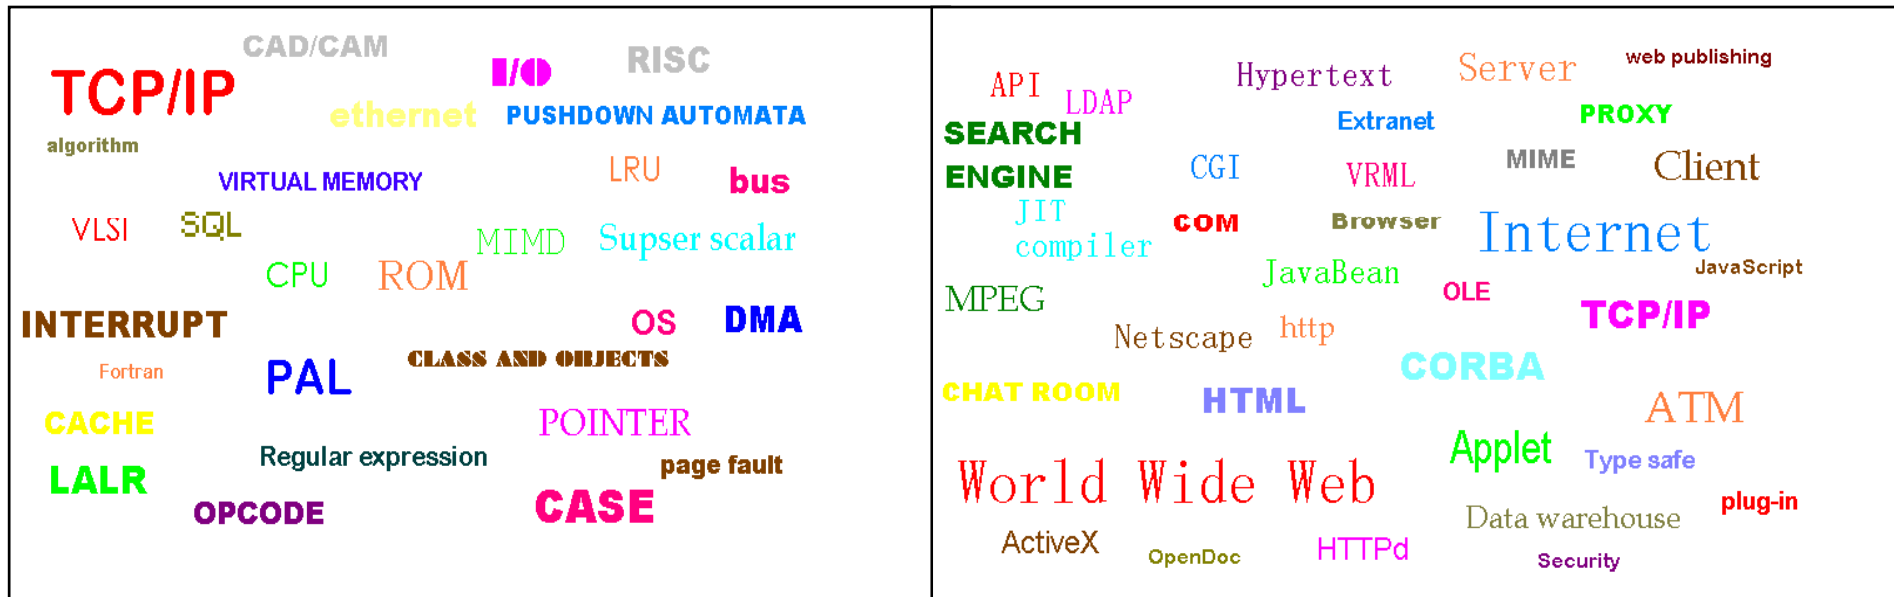 CAD/CAM
I/O
RISC
TCP/IP
ethernet
PUSHDOWN AUTOMATA
algorithm
VIRTUAL MEMORY
LRU
bus
VLSI
SQL
MIMD
Supser scalar
CPU
ROM
INTERRUPT
OS
DMA
Fortran
PAL
CLASS AND OBJECTS
CACHE
POINTER
Regular expression
page fault
LALR
OPCODE
CASE
API
LDAP
Hypertext
Server
web publishing
SEARCH
ENGINE
Extranet
PROXY
CGI
VRML
MIME
Client
JIT
compiler
COM
Browser
Internet
JavaScript
JavaBean
MPEG
OLE
TCP/IP
Netscape
http
CORBA
CHAT ROOM
HTML
ATM
Applet
Type safe
World Wide Web
plug-in
Data warehouse
ActiveX
OpenDoc
HTTPd
Security